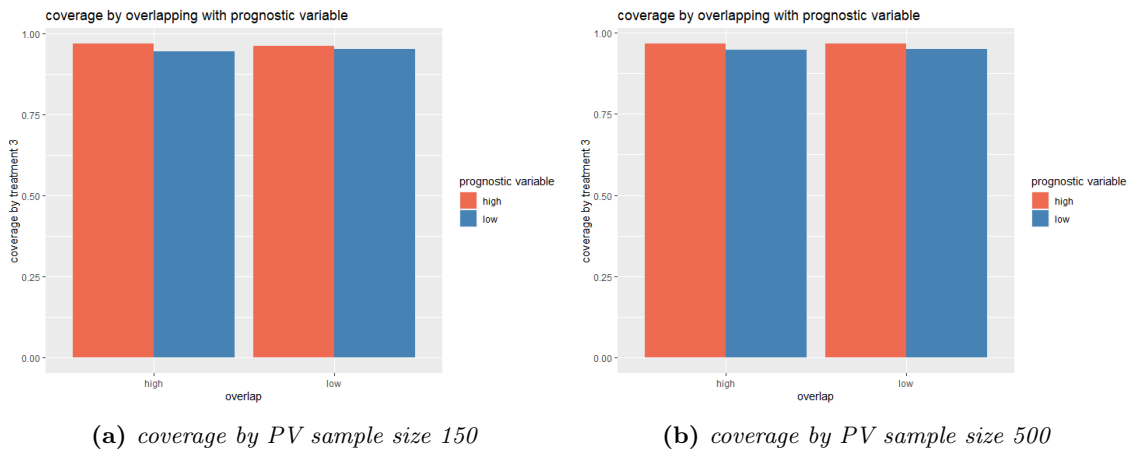 coverage by overlapping with prognostic variable
1.00
0.75
0.50
0.25
0.00
coverage by treatment 3
high
low
overlap
prognostic variable
high
low
(a) coverage by PV sample size 150
coverage by overlapping with prognostic variable
1.00
0.75
0.50
0.25
0.00
coverage by treatment 3
high
low
overlap
prognostic variable
high
low
(b) coverage by PV sample size 500